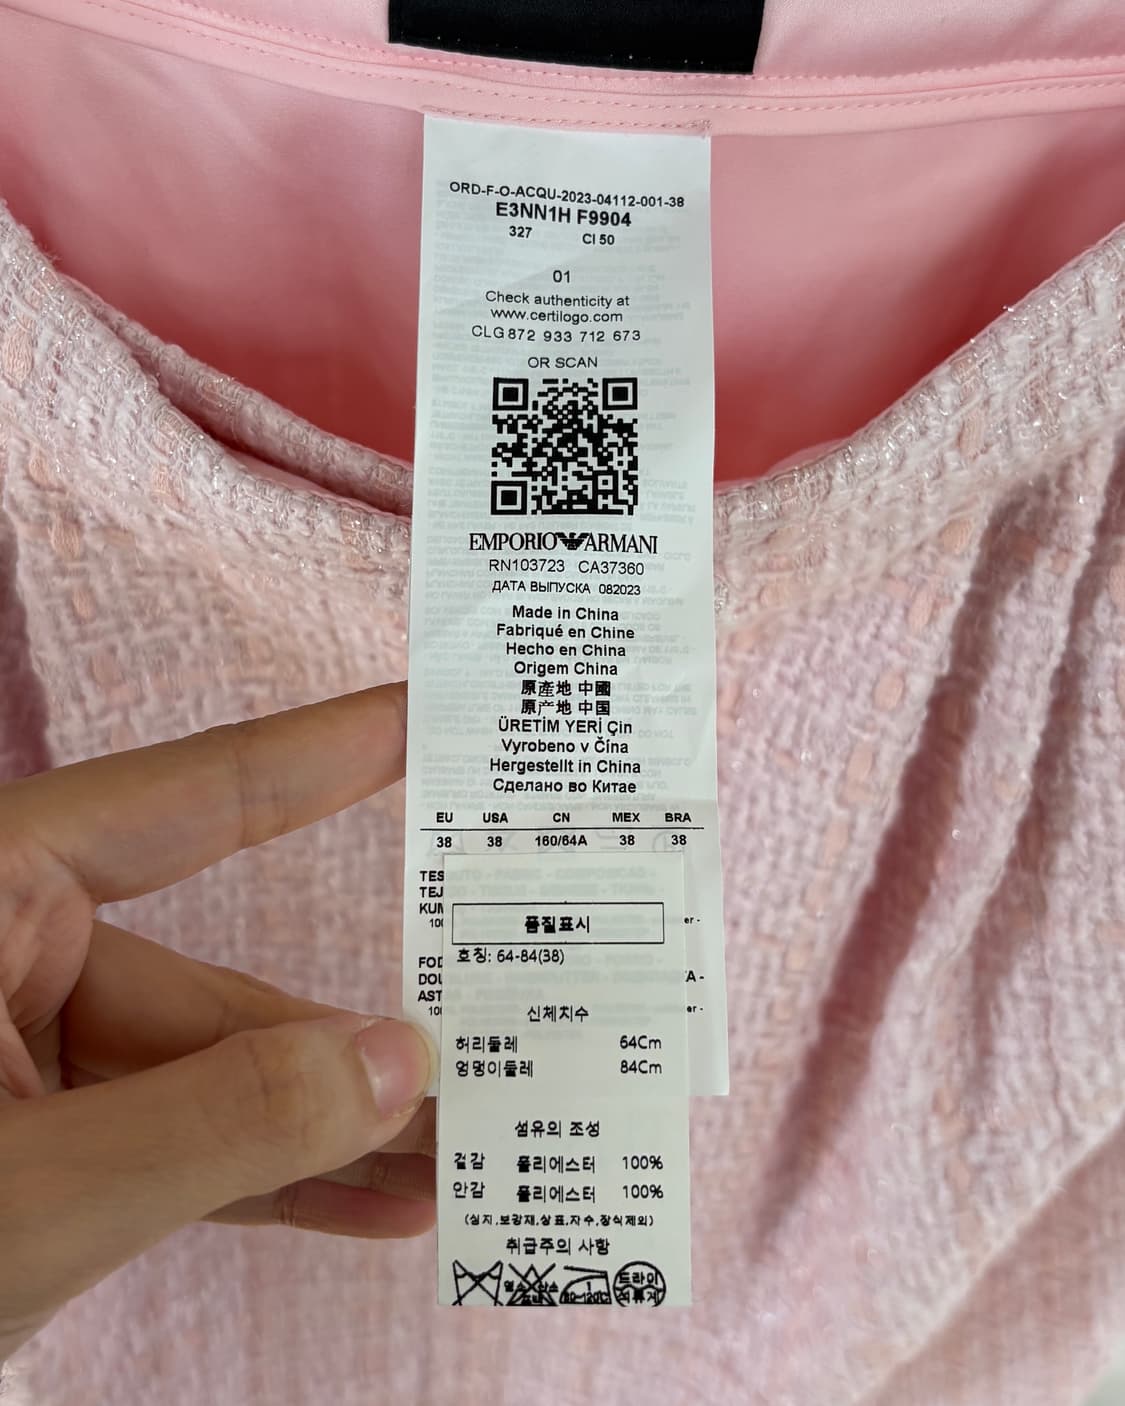 ORD-F-O-ACQU-2023-04112-001-38
E3NN1H F9904
327 CI 50
01
Check authenticity at
www.certilogo.com
CLG 872 933 712 673
OR SCAN
EMPORIO ARMANI
RN103723 CA37360
ДАТА ВЫПУСКА 082023
Made in China
Fabriqué en Chine
Hecho en China
Origem China
原產地 中國
原产地 中国
ÜRETİM YERİ Çin
Vyrobeno v Čína
Hergestellt in China
Сделано во Китае
EU USA CN MEX BRA
38 38 160/64A 38 38
품질표시
호칭: 64-84(38)
신체치수
허리둘레 64Cm
엉덩이둘레 84Cm
섬유의 조성
겉감 폴리에스터 100%
안감 폴리에스터 100%
(심지,보강재,상표,자수,장식제외)
취급주의 사항
드라이